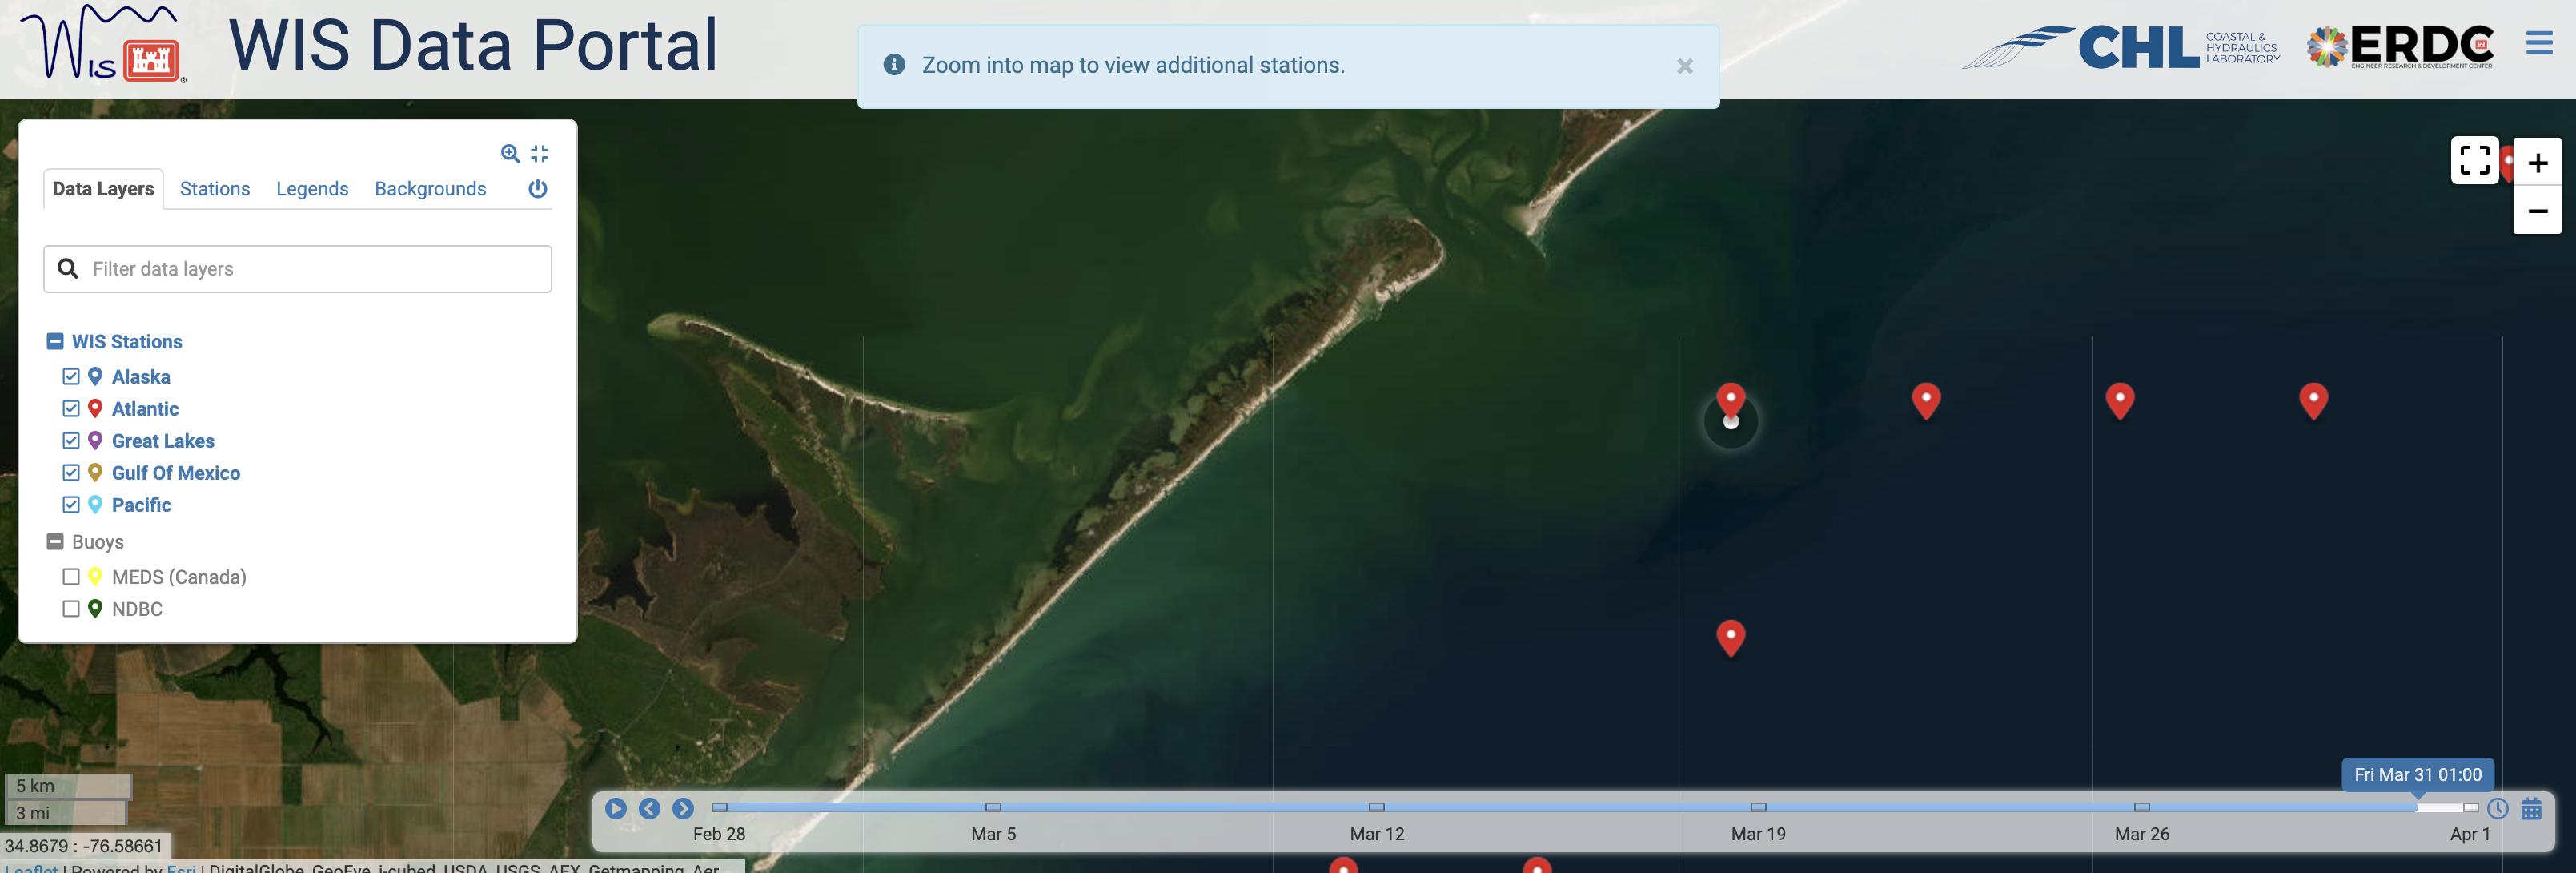 WIS
WIS Data Portal
Zoom into map to view additional stations.
×
CHL
COASTAL &
HYDRAULICS
LABORATORY
ERDC
ENGINEER RESEARCH & DEVELOPMENT CENTER
Data Layers
Stations
Legends
Backgrounds
Filter data layers
WIS Stations
Alaska
Atlantic
Great Lakes
Gulf Of Mexico
Pacific
Buoys
MEDS (Canada)
NDBC
+
−
5 km
3 mi
34.8679 : -76.58661
Leaflet | Powered by Esri | DigitalGlobe, GeoEye, i-cubed, USDA, USGS, AEX, Getmapping, Aer
Fri Mar 31 01:00
Feb 28
Mar 5
Mar 12
Mar 19
Mar 26
Apr 1